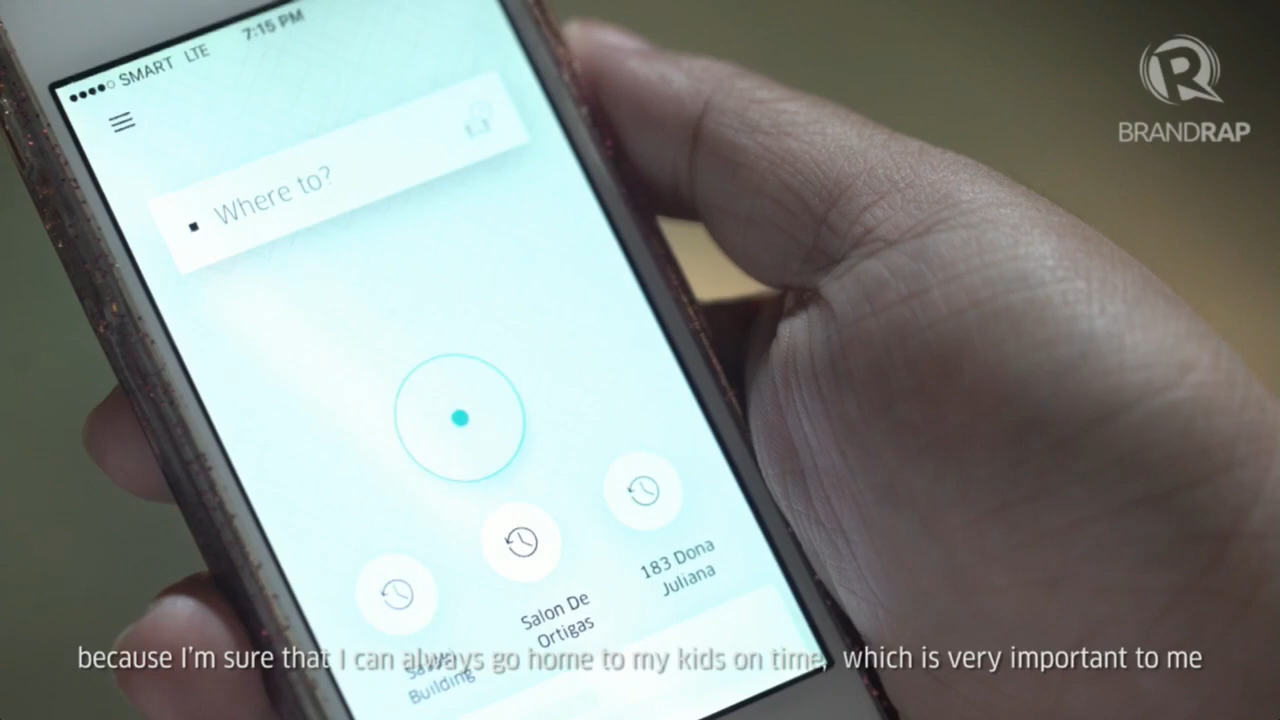 SMART LTE 7:15 PM
Where to?
183 Dona
Juliana
Salon De
Ortigas
Building
because I'm sure that I can always go home to my kids on time, which is very important to me
R
BRANDRAP